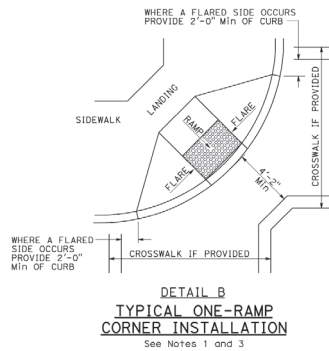 WHERE A FLARED SIDE OCCURS
PROVIDE 2'-0" Min OF CURB
LANDING
SIDEWALK
RAMP
FLARE
FLARE
CROSSWALK IF PROVIDED
4'-2"
Min
WHERE A FLARED
SIDE OCCURS
PROVIDE 2'-0"
Min OF CURB
CROSSWALK IF PROVIDED
DETAIL B
TYPICAL ONE-RAMP
CORNER INSTALLATION
See Notes 1 and 3